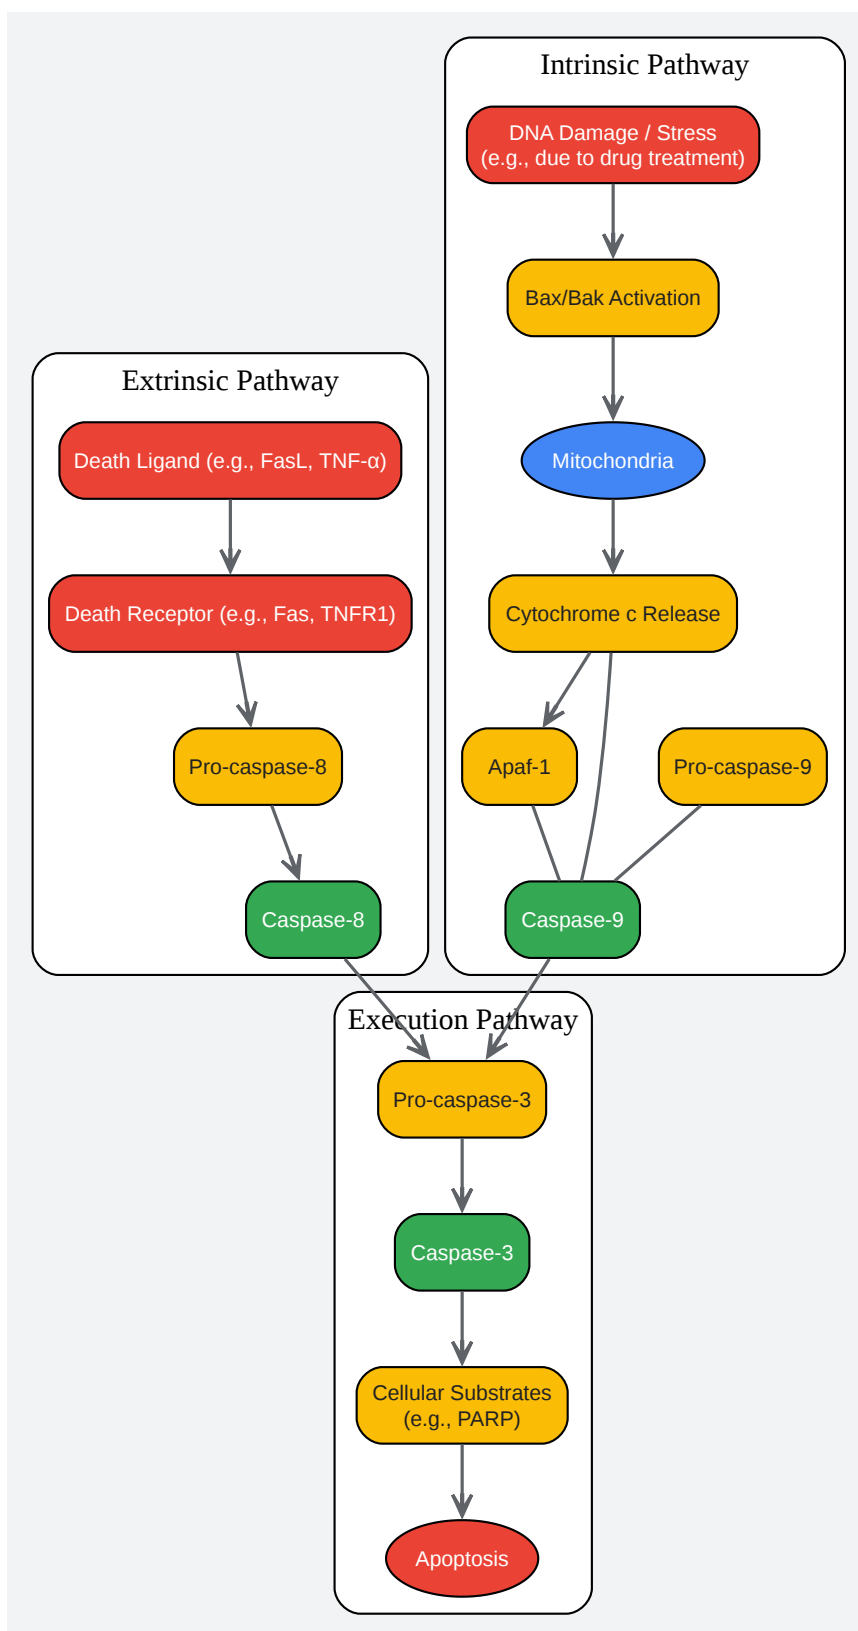 Intrinsic Pathway
DNA Damage / Stress
(e.g., due to drug treatment)
Bax/Bak Activation
Mitochondria
Cytochrome c Release
Apaf-1
Pro-caspase-9
Caspase-9
Extrinsic Pathway
Death Ligand (e.g., FasL, TNF-α)
Death Receptor (e.g., Fas, TNFR1)
Pro-caspase-8
Caspase-8
Execution Pathway
Pro-caspase-3
Caspase-3
Cellular Substrates
(e.g., PARP)
Apoptosis